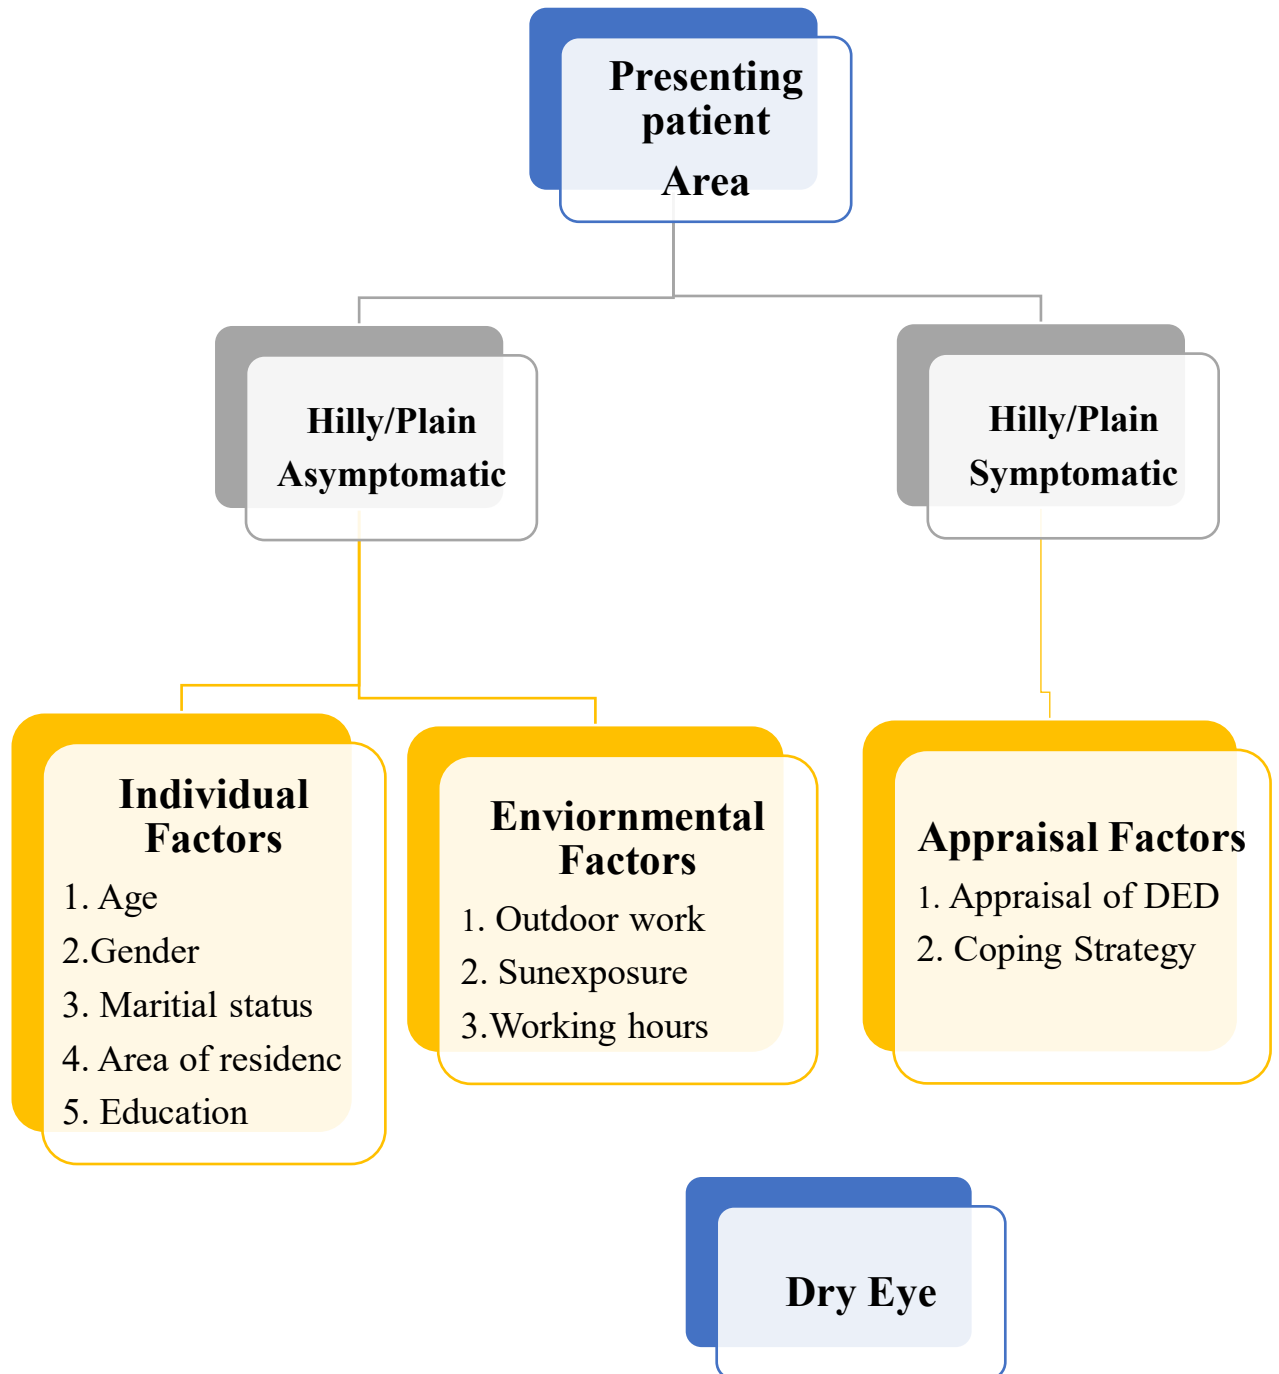 Presenting
patient
Area
Hilly/Plain
Asymptomatic
Hilly/Plain
Symptomatic
Individual
Factors
1. Age
2.Gender
3. Maritial status
4. Area of residenc
5. Education
Enviornmental
Factors
1. Outdoor work
2. Sunexposure
3.Working hours
Appraisal Factors
1. Appraisal of DED
2. Coping Strategy
Dry Eye